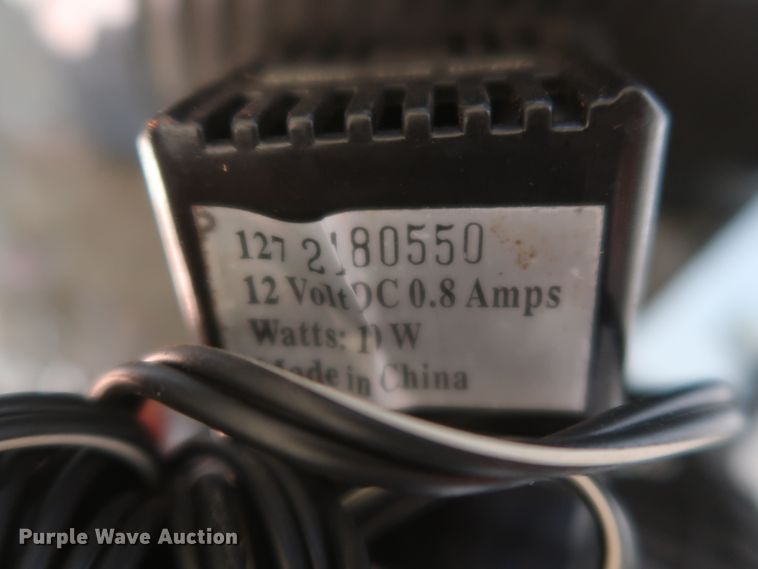 127 2180550
12 Volt DC 0.8 Amps
Watts: 10 W
Made in China
Purple Wave Auction